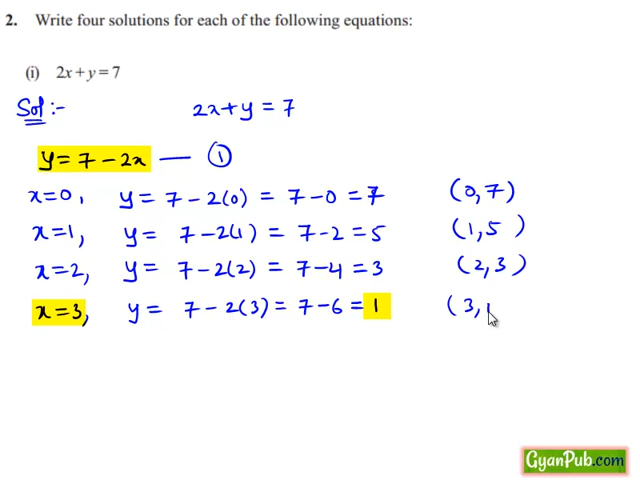 2. Write four solutions for each of the following equations:
(i) 2x + y = 7
Sol :-
2x + y = 7
y = 7 - 2x — ①
x=0, y = 7 - 2(0) = 7 - 0 = 7 (0,7)
x=1, y = 7 - 2(1) = 7 - 2 = 5 (1,5)
x=2, y = 7 - 2(2) = 7 - 4 = 3 (2,3)
x=3, y = 7 - 2(3) = 7 - 6 = 1 (3,1
GyanPub.com